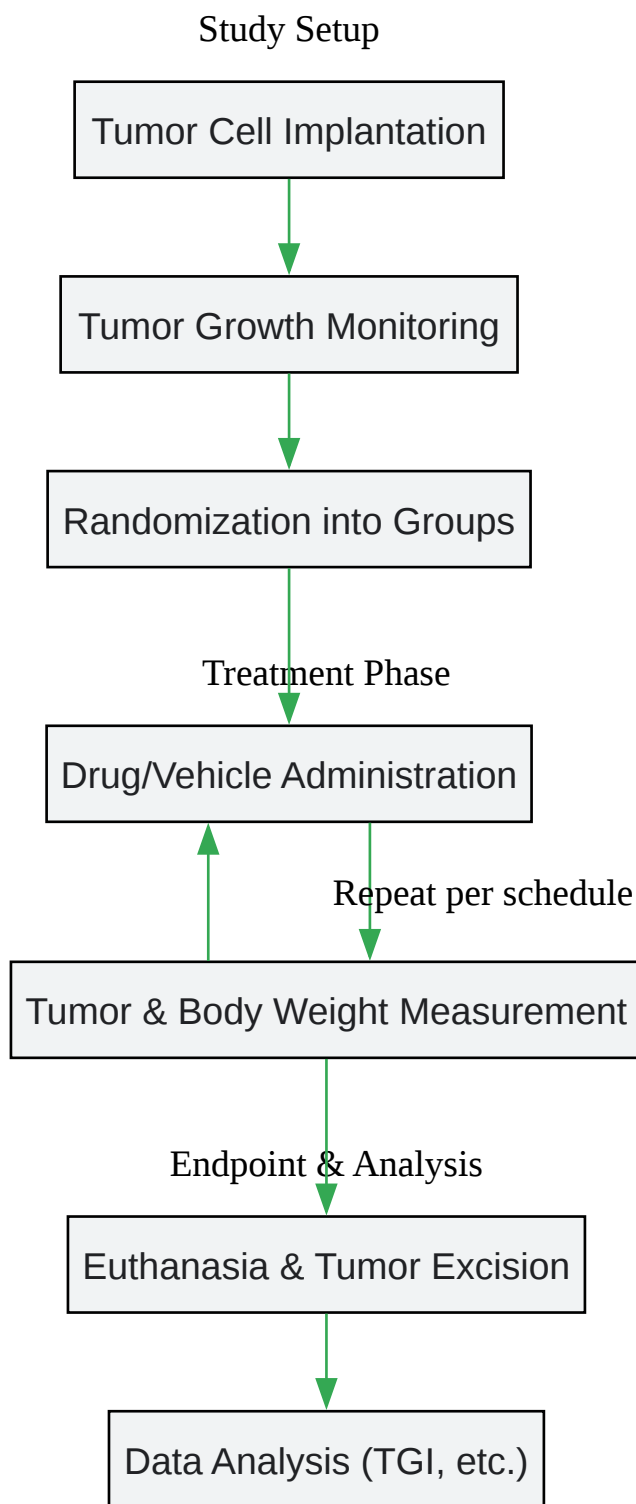 Study Setup
Tumor Cell Implantation
Tumor Growth Monitoring
Randomization into Groups
Treatment Phase
Drug/Vehicle Administration
Repeat per schedule
Tumor & Body Weight Measurement
Endpoint & Analysis
Euthanasia & Tumor Excision
Data Analysis (TGI, etc.)